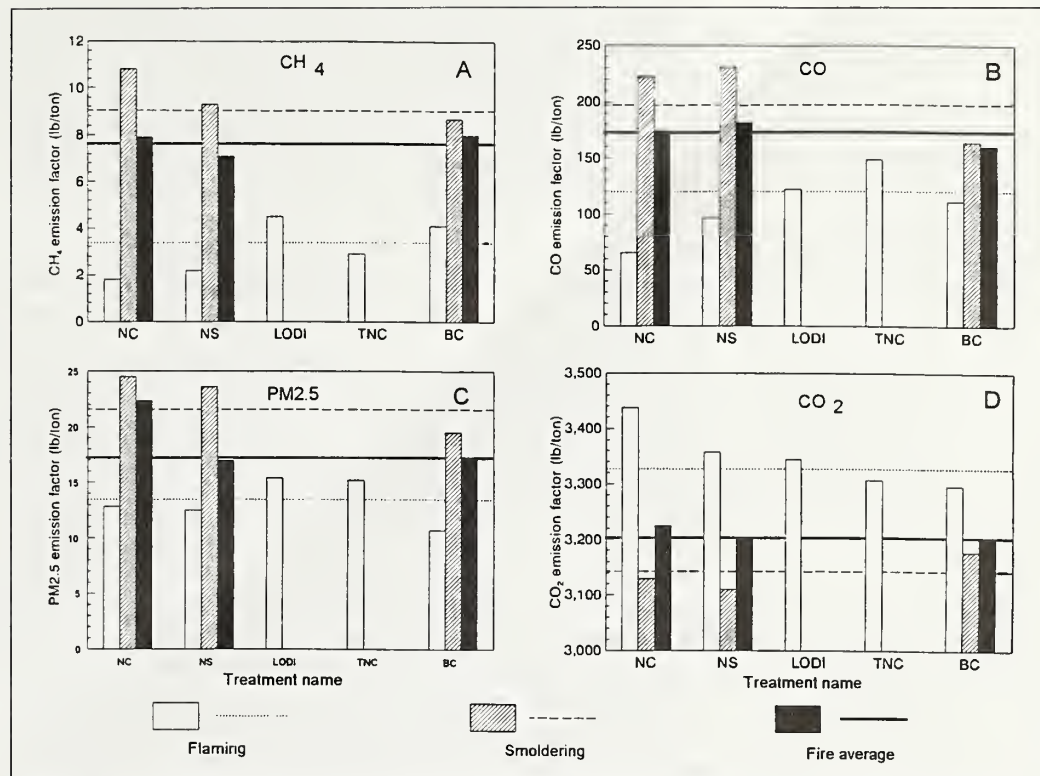 CH 4
A
CH₄ emission factor (lb/ton)
12
10
8
6
4
2
0
NC NS LODI TNC BC
CO
B
CO emission factor (lb/ton)
250
200
150
100
50
0
NC NS LODI TNC BC
PM2.5
C
PM2.5 emission factor (lb/ton)
25
20
15
10
5
0
NC NS LODI TNC BC
Treatment name
CO 2
D
CO₂ emission factor (lb/ton)
3,500
3,400
3,300
3,200
3,100
3,000
NC NS LODI TNC BC
Treatment name
Flaming
Smoldering
Fire average